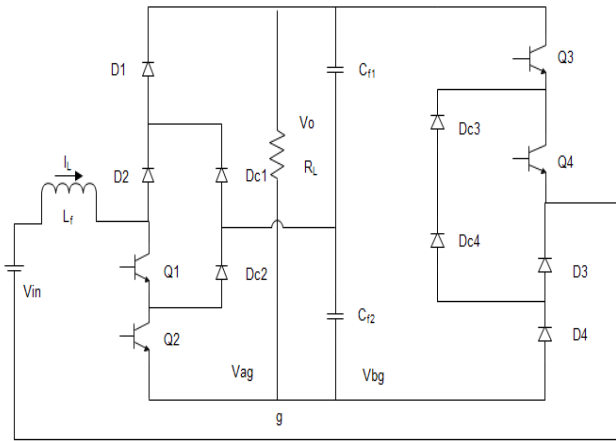 D1
Cf1
Q3
Vo
Dc3
IL
D2
Dc1
RL
Q4
Lf
Dc4
Q1
Dc2
D3
Vin
Cf2
Q2
D4
Vag
Vbg
g